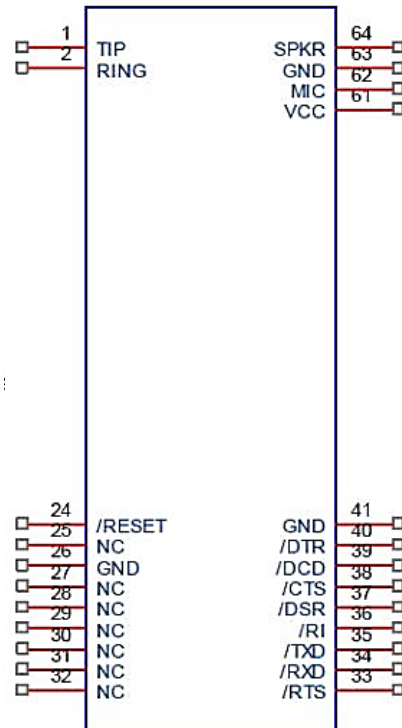 1 TIP SPKR 64
2 RING GND 63
MIC 62
VCC 61
24 /RESET GND 41
25 NC /DTR 40
26 GND /DCD 39
27 NC /CTS 38
28 NC /DSR 37
29 NC /RI 36
30 NC /TXD 35
31 NC /RXD 34
32 NC /RTS 33